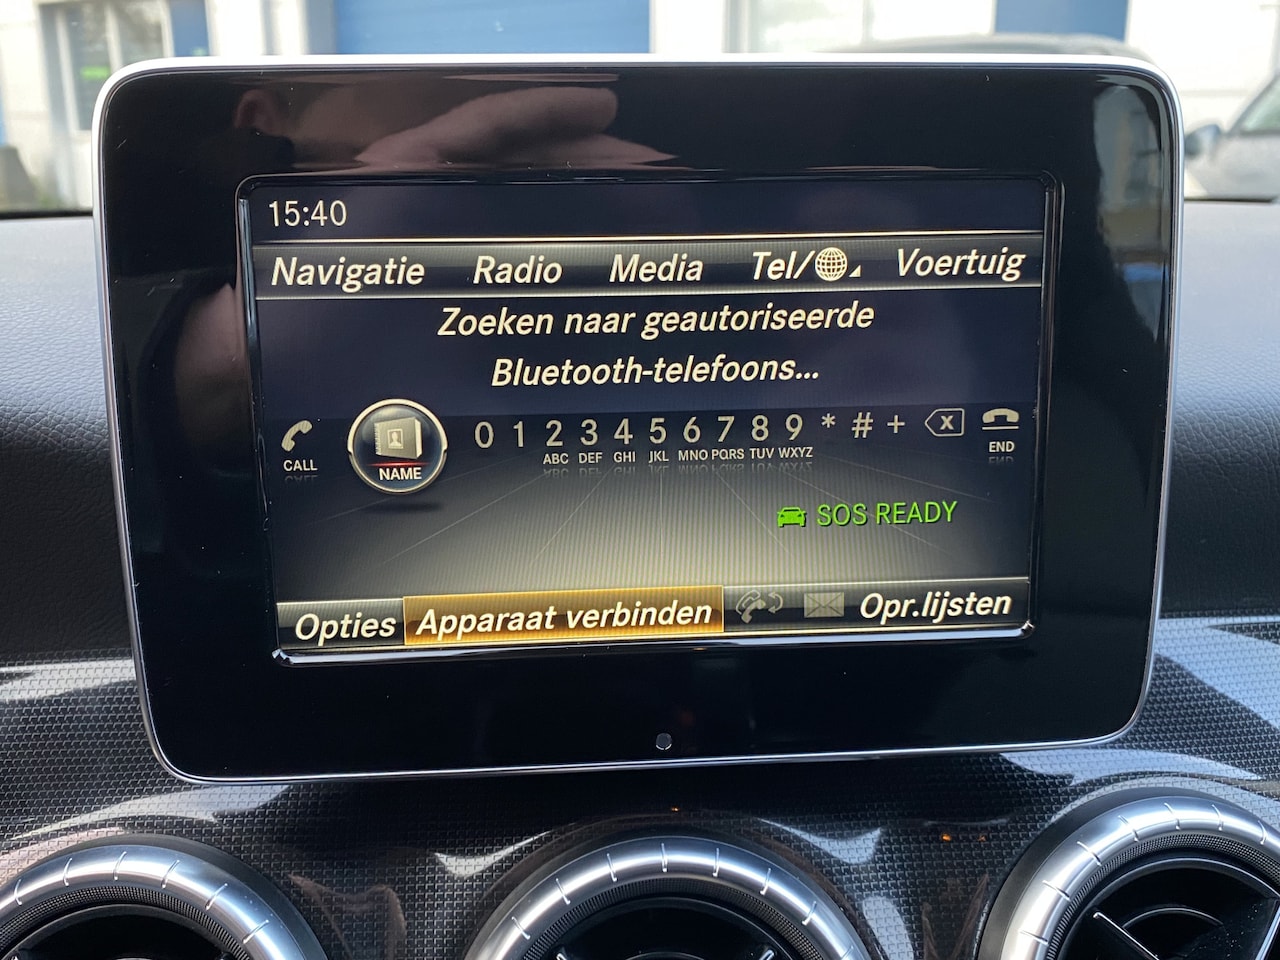 15:40
Navigatie Radio Media Tel/ Voertuig
Zoeken naar geautoriseerde
Bluetooth-telefoons...
0 1 2 3 4 5 6 7 8 9 * # + X
CALL NAME ABC DEF GHI JKL MNO PQRS TUV WXYZ END
SOS READY
Opties Apparaat verbinden Opr.lijsten